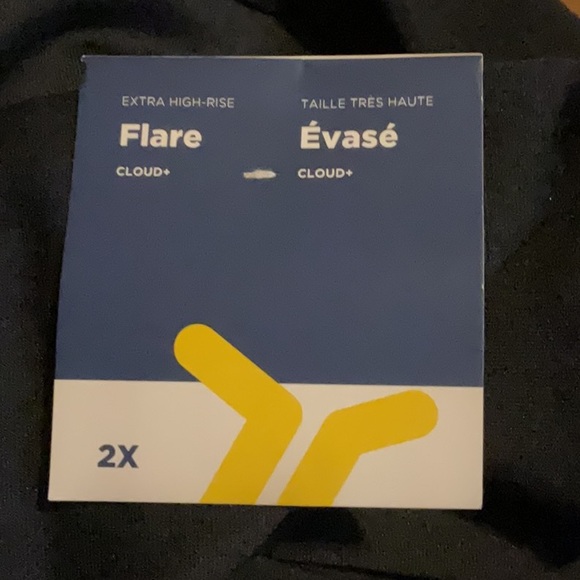 EXTRA HIGH-RISE
Flare
CLOUD+
TAILLE TRÈS HAUTE
Évasé
CLOUD+
2X